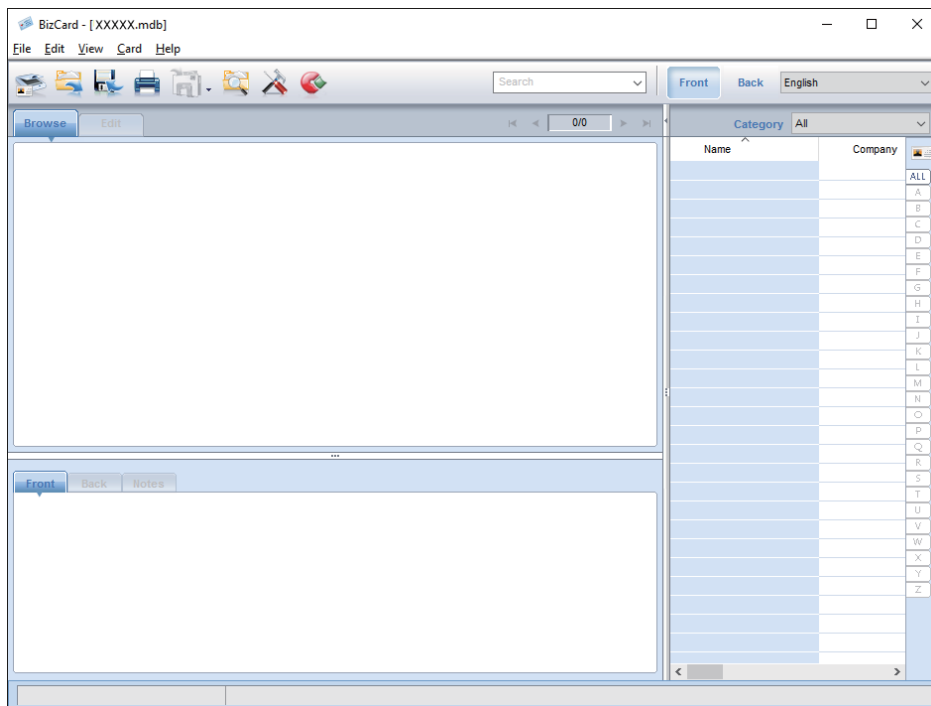 BizCard - [ XXXXX.mdb]
File Edit View Card Help
Search
Front Back English
Browse Edit 0/0 Category All
Name Company
ALL
A
B
C
D
E
F
G
H
I
J
K
L
M
N
O
P
Q
R
S
T
U
V
W
X
Y
Z
Front Back Notes